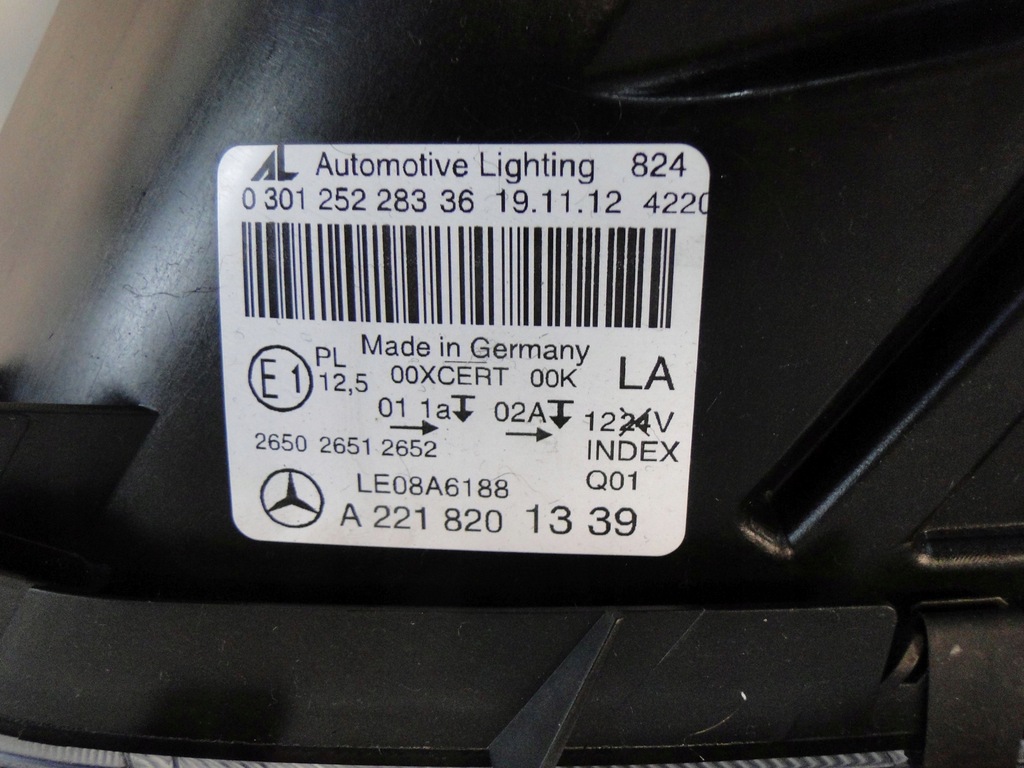 AL Automotive Lighting 824
0 301 252 283 36 19.11.12 4220
Made in Germany
E1 PL 12,5 00XCERT 00K LA
01 1a 02A 1224V
2650 2651 2652 INDEX
LE08A6188 Q01
A 221 820 13 39